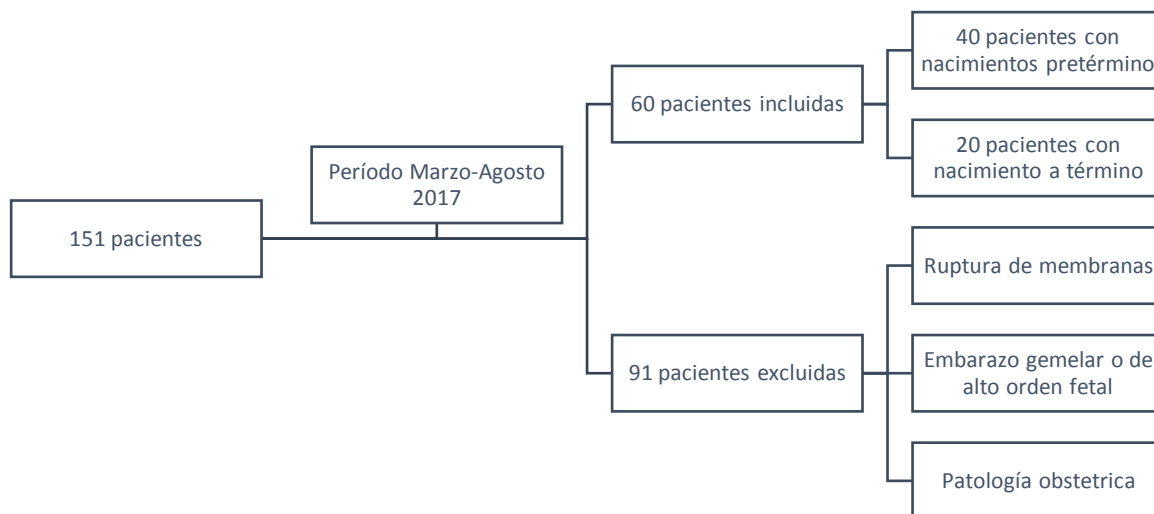 151 pacientes
Período Marzo-Agosto
2017
60 pacientes incluidas
40 pacientes con
nacimientos pretérmino
20 pacientes con
nacimiento a término
91 pacientes excluidas
Ruptura de membranas
Embarazo gemelar o de
alto orden fetal
Patología obstetrica